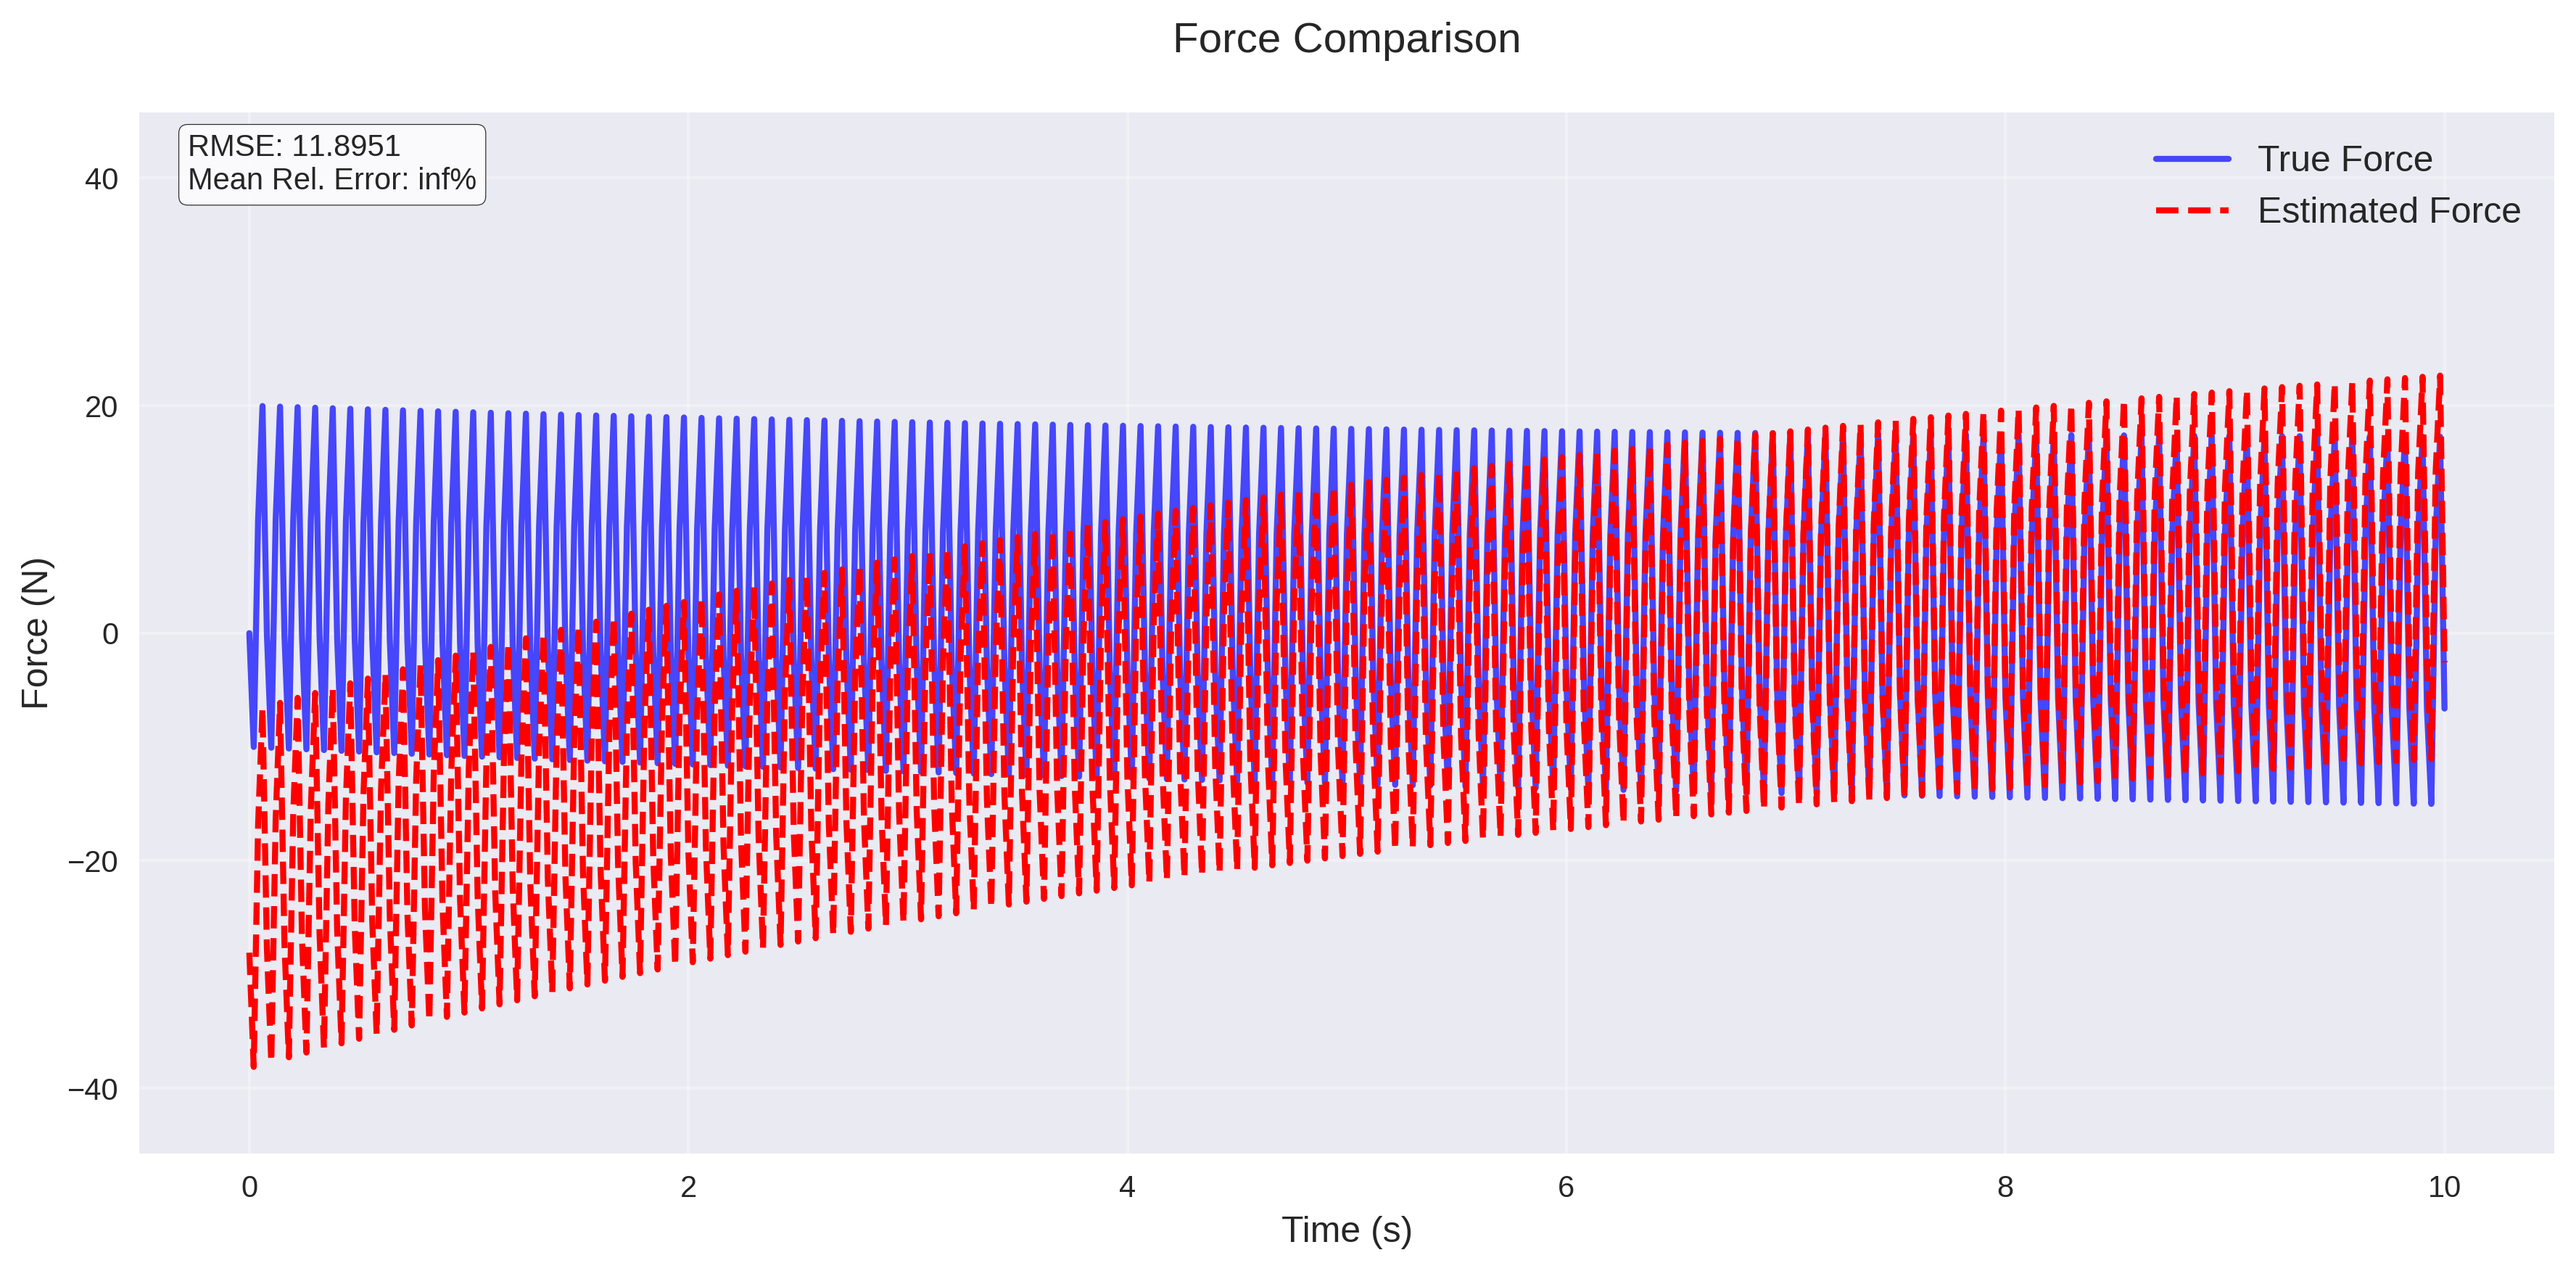 Force Comparison
RMSE: 11.8951
Mean Rel. Error: inf%
True Force
Estimated Force
Force (N)
40
20
0
−20
−40
0
2
4
6
8
10
Time (s)